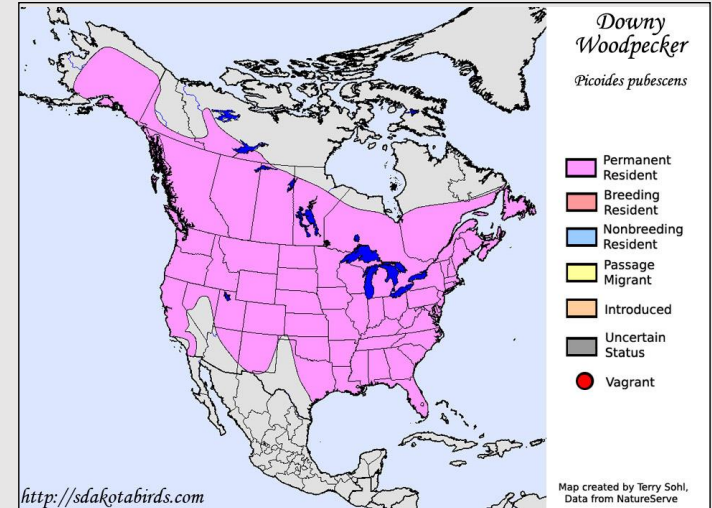 Downy
Woodpecker
Picoides pubescens
Permanent
Resident
Breeding
Resident
Nonbreeding
Resident
Passage
Migrant
Introduced
Uncertain
Status
Vagrant
http://sdakotabirds.com
Map created by Terry Sohl,
Data from NatureServe